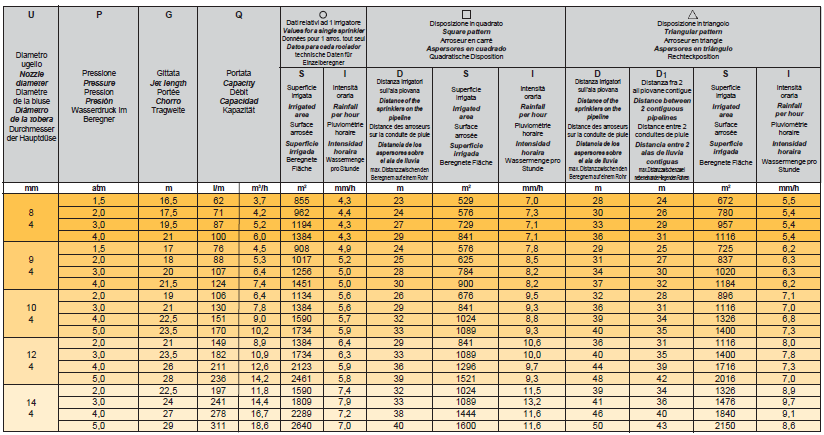 U P G Q
Dati relativi ad 1 irrigatore
Values for a single sprinkler
Données pour 1 arros. tout seul
Datos para cada rociador
technische Daten für
Einzelberegner
Disposizione in quadrato
Square pattern
Arroseur en carré
Aspersores en cuadrado
Quadratische Disposition
Disposizione in triangolo
Triangular pattern
Arroseur en triangle
Aspersores en triángulo
Rechteckposition
Diametro
ugello
Nozzle
diamerer
Diamétre
de la bluse
Diámetro
de la tobera
Durchmesser
der Hauptdüse
Pressione
Pressure
Pression
Presión
Wasserdruck im
Beregner
Gittata
Jet length
Portée
Chorro
Tragweite
Portata
Capacity
Débit
Capacidad
Kapazität
S I D S I D D1 S I
Superficie
irrigata
Irrigated
area
Surface
arrosée
Superficie
irrigada
Beregnete
Fläche
Intensità
oraria
Rainfall
per hour
Pluviométrie
horaire
Intensidad
horaira
Wassermenge
pro Stunde
Distanza irrigatori
sull'ala piovana
Distance of the
sprinklers on the
pipeline
Distance des arroseurs
sur la conduite de pluie
Distancia de los
aspersores sobre
el ala de lluvia
max. Distanz zwischen den
Beregnern auf einem Rohr
Superficie
irrigata
Irrigated
area
Surface
arrosée
Superficie
irrigada
Beregnete Fläche
Intensità
oraria
Rainfall
per hour
Pluviométrie
horaire
Intensidad
horaira
Wassermenge pro
Stunde
Distanza irrigatori
sull'ala piovana
Distance of the
sprinklers on the
pipeline
Distance des arroseurs
sur la conduite de pluie
Distancia de los
aspersores sobre
el ala de lluvia
max. Distanz zwischen den
Beregnern auf einem Rohr
Distanza fra 2
ali piovane contigue
Distance between
2 contiguous
pipelines
Distance entre 2
conduites de pluie
Distancia entre 2
alas de lluvia
contiguas
max. Distanz zwischen zwei
nebeneinander liegenden Rohren
Superficie
irrigata
Irrigated
area
Surface
arrosée
Superficie
irrigada
Beregnete Fläche
Intensità
oraria
Rainfall
per hour
Pluviométrie
horaire
Intensidad
horaira
Wassermenge pro
Stunde
mm atm m l/m m³/h m² mm/h m m² mm/h m m m² mm/h
8
4
1,5 16,5 62 3,7 855 4,3 23 529 7,0 28 24 672 5,5
2,0 17,5 71 4,2 962 4,4 24 576 7,3 30 26 780 5,4
3,0 19,5 87 5,2 1194 4,3 27 729 7,1 33 29 957 5,4
4,0 21 100 6,0 1384 4,3 29 841 7,1 36 31 1116 5,4
9
4
1,5 17 76 4,5 908 4,9 24 576 7,8 29 25 725 6,2
2,0 18 88 5,3 1017 5,2 25 625 8,5 31 27 837 6,3
3,0 20 107 6,4 1256 5,0 28 784 8,2 34 30 1020 6,3
4,0 21,5 124 7,4 1451 5,0 30 900 8,2 37 32 1184 6,2
10
4
2,0 19 106 6,4 1134 5,6 26 676 9,5 32 28 896 7,1
3,0 21 130 7,8 1384 5,6 29 841 9,3 36 31 1116 7,0
4,0 22,5 151 9,0 1590 5,7 32 1024 8,8 39 34 1326 6,8
5,0 23,5 170 10,2 1734 5,9 33 1089 9,3 40 35 1400 7,3
12
4
2,0 21 149 8,9 1384 6,4 29 841 10,6 36 31 1116 8,0
3,0 23,5 182 10,9 1734 6,3 33 1089 10,0 40 35 1400 7,8
4,0 26 211 12,6 2123 5,9 36 1296 9,7 44 39 1716 7,3
5,0 28 236 14,2 2461 5,8 39 1521 9,3 48 42 2016 7,0
14
4
2,0 22,5 197 11,8 1590 7,4 32 1024 11,5 39 34 1326 8,9
3,0 24 241 14,4 1809 7,9 33 1089 13,2 41 36 1476 9,7
4,0 27 278 16,7 2289 7,2 38 1444 11,6 46 40 1840 9,1
5,0 29 311 18,6 2640 7,0 40 1600 11,6 50 43 2150 8,6